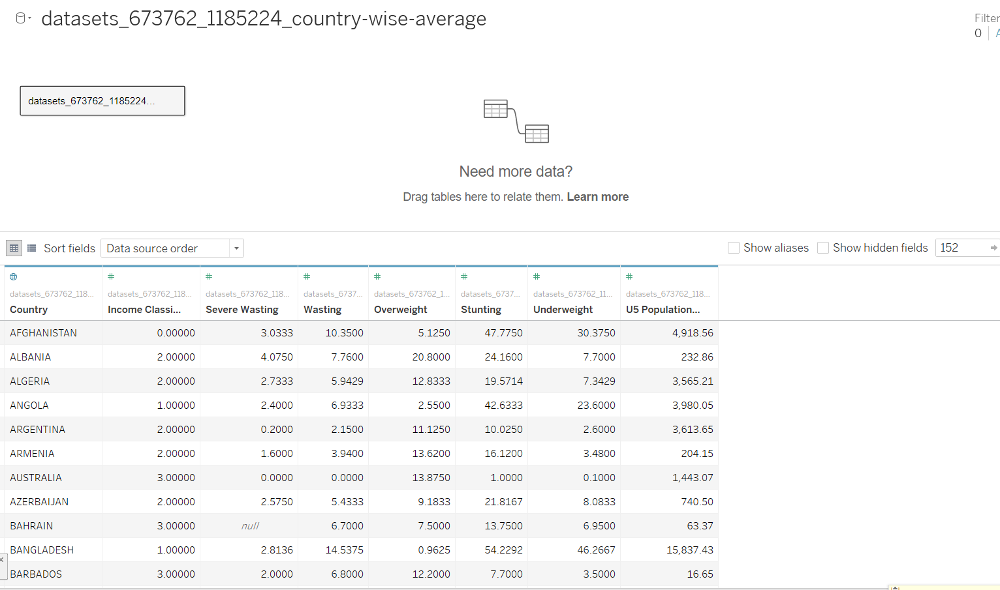 datasets_673762_1185224_country-wise-average
Filter
0
datasets_673762_1185224...
Need more data?
Drag tables here to relate them. Learn more
Sort fields Data source order Show aliases Show hidden fields 152
datasets_673762_118... datasets_673762_118... datasets_673762_118... datasets_6737... datasets_673762_1... datasets_6737... datasets_673762_11... datasets_673762_118...
Country Income Classi... Severe Wasting Wasting Overweight Stunting Underweight U5 Population...
AFGHANISTAN 0.00000 3.0333 10.3500 5.1250 47.7750 30.3750 4,918.56
ALBANIA 2.00000 4.0750 7.7600 20.8000 24.1600 7.7000 232.86
ALGERIA 2.00000 2.7333 5.9429 12.8333 19.5714 7.3429 3,565.21
ANGOLA 1.00000 2.4000 6.9333 2.5500 42.6333 23.6000 3,980.05
ARGENTINA 2.00000 0.2000 2.1500 11.1250 10.0250 2.6000 3,613.65
ARMENIA 2.00000 1.6000 3.9400 13.6200 16.1200 3.4800 204.15
AUSTRALIA 3.00000 0.0000 0.0000 13.8750 1.0000 0.1000 1,443.07
AZERBAIJAN 2.00000 2.5750 5.4333 9.1833 21.8167 8.0833 740.50
BAHRAIN 3.00000 null 6.7000 7.5000 13.7500 6.9500 63.37
BANGLADESH 1.00000 2.8136 14.5375 0.9625 54.2292 46.2667 15,837.43
BARBADOS 3.00000 2.0000 6.8000 12.2000 7.7000 3.5000 16.65